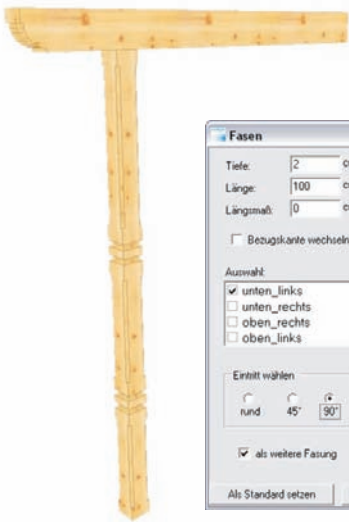 Fasen
Tiefe: 2 c
Länge: 100 c
Längsmaß: 0 c
Bezugskante wechseln
Auswahl:
unten_links
unten_rechts
oben_rechts
oben_links
Eintritt wählen
rund 45° 90°
als weitere Fasung
Als Standard setzen